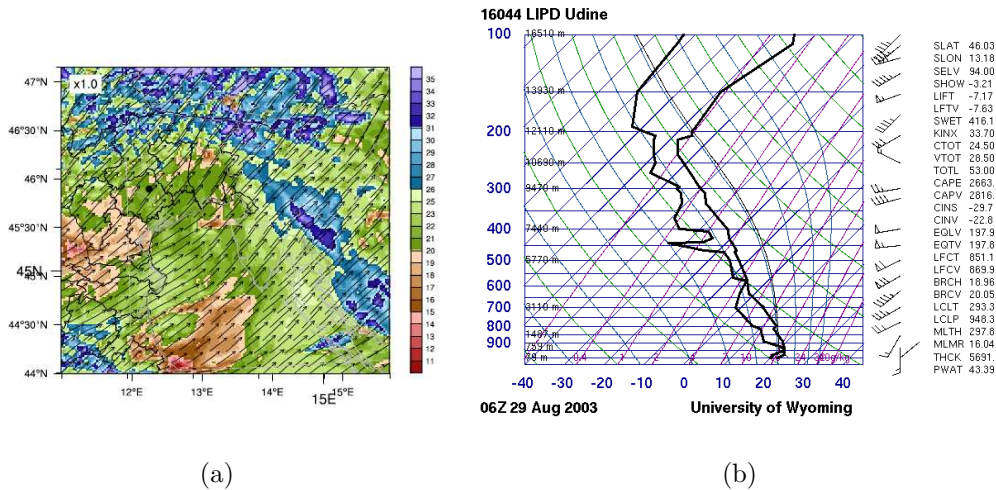 x1.0
47°N
46°30'N
46°N
45°30'N
45°N
44°30'N
44°N
12°E
13°E
14°E
15°E
15°E
35
34
33
32
31
30
29
28
27
26
25
24
23
22
21
20
19
18
17
16
15
14
13
12
11
(a)
16044 LIPD Udine
100
200
300
400
500
600
700
800
900
16510 m
13930 m
12110 m
10690 m
9470 m
7440 m
5770 m
3110 m
1487 m
759 m
79 m
0.4
1
2
4
7
10
16
24
32
40g/kg
-40
-30
-20
-10
0
10
20
30
40
06Z 29 Aug 2003
University of Wyoming
SLAT 46.03
SLON 13.18
SELV 94.00
SHOW -3.21
LIFT -7.17
LFTV -7.63
SWET 416.1
KINX 33.70
CTOT 24.50
VTOT 28.50
TOTL 53.00
CAPE 2663.
CAPV 2816.
CINS -29.7
CINV -22.8
EQLV 197.9
EQTV 197.8
LFCT 851.1
LFCV 869.9
BRCH 18.96
BRCV 20.05
LCLT 293.3
LCLP 948.3
MLTH 297.8
MLMR 16.04
THCK 5691.
PWAT 43.39
(b)